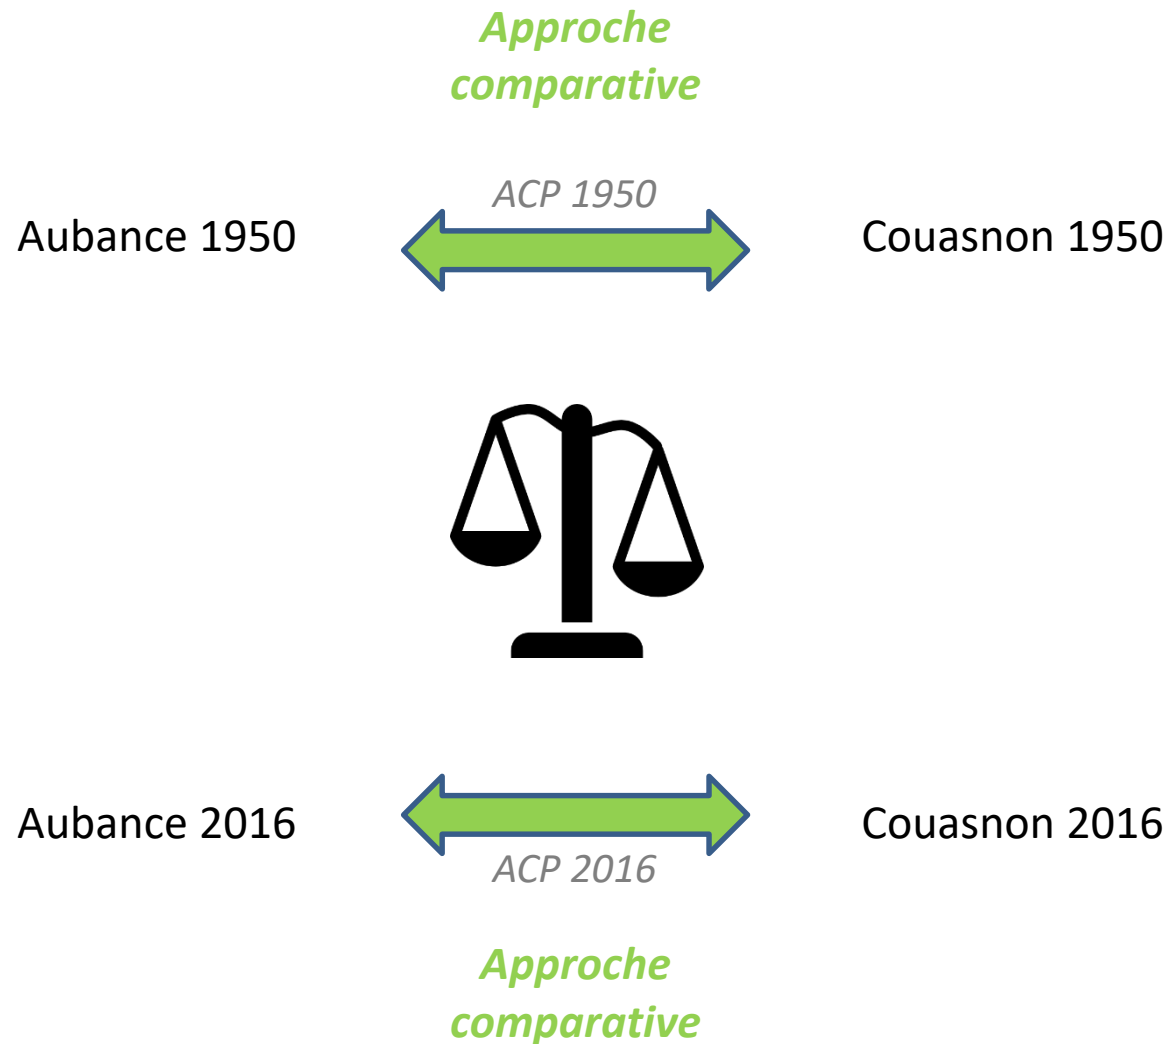 Approche
comparative
ACP 1950
Aubance 1950
Couasnon 1950
Aubance 2016
Couasnon 2016
ACP 2016
Approche
comparative